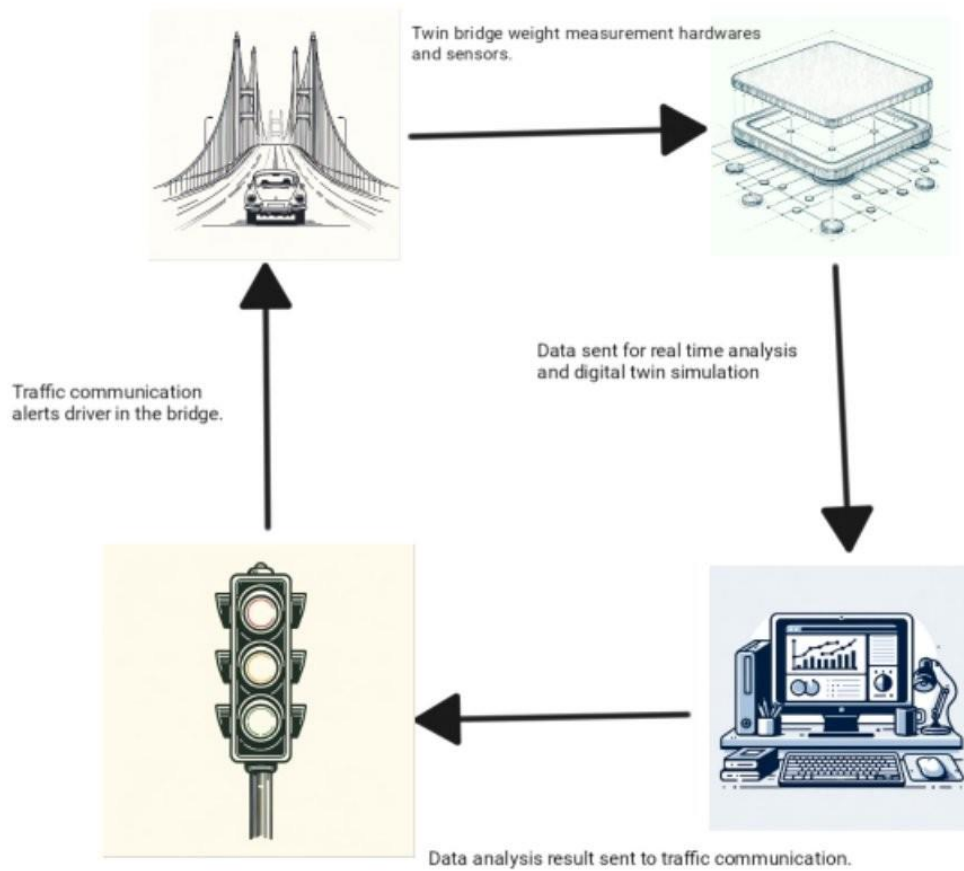 Twin bridge weight measurement hardwares
and sensors.
Data sent for real time analysis
and digital twin simulation
Traffic communication
alerts driver in the bridge.
Data analysis result sent to traffic communication.